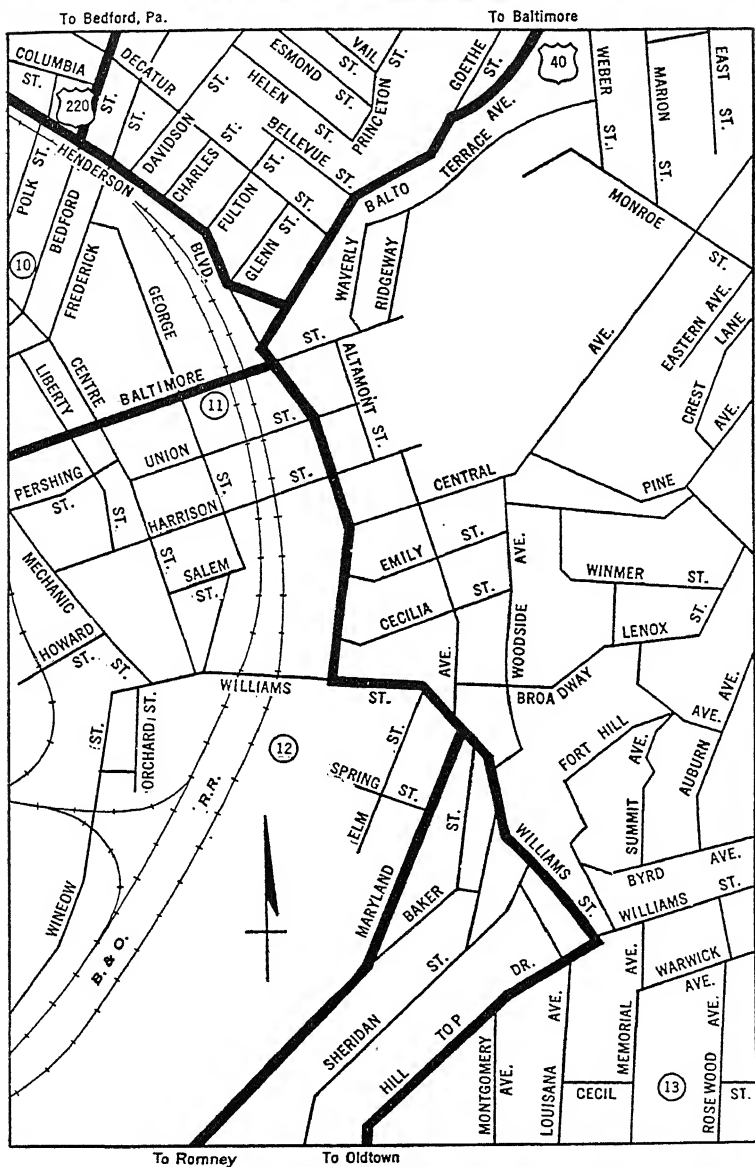 To Bedford, Pa.
To Baltimore
COLUMBIA
ST.
DECATUR
ST.
220
ST.
DAVIDSON
ST.
ESMOND
ST.
VAIL
ST.
HELEN
ST.
PRINCETON
ST.
GOETHE
ST.
40
WEBER
ST.
MARION
ST.
EAST
ST.
HENDERSON
BLVD.
CHARLES
ST.
BELLEVUE
ST.
FULTON
ST.
GLENN ST.
BALTO
TERRACE
AVE.
MONROE
ST.
POLK
ST.
BEDFORD
FREDERICK
10
GEORGE
ST.
WAVERLY
RIDGEWAY
AVE.
EASTERN AVE.
CREST
LANE
AVE.
LIBERTY
ST.
CENTRE
ST.
BALTIMORE
ST.
11
ALTAMONT
ST.
PERSHING
ST.
UNION
ST.
HARRISON
ST.
CENTRAL
PINE
MECHANIC
ST.
SALEM
ST.
EMILY
ST.
AVE.
WINMER
ST.
HOWARD
ST.
CECILIA
ST.
WOODSIDE
LENOX
ST.
WILLIAMS
ST.
AVE.
BROADWAY
AVE.
ST.
ORCHARD ST.
12
SPRING
ST.
ELM
ST.
FORT HILL
AVE.
SUMMIT
AVE.
AUBURN
AVE.
R.R.
WINEOW
B. & O.
MARYLAND
ST.
BAKER
ST.
WILLIAMS
ST.
BYRD
AVE.
WILLIAMS
ST.
SHERIDAN
HILL
TOP
DR.
WARWICK
AVE.
MONTGOMERY
AVE.
LOUISIANA
AVE.
MEMORIAL
AVE.
ROSEWOOD
AVE.
CECIL
13
ST.
To Romney
To Oldtown